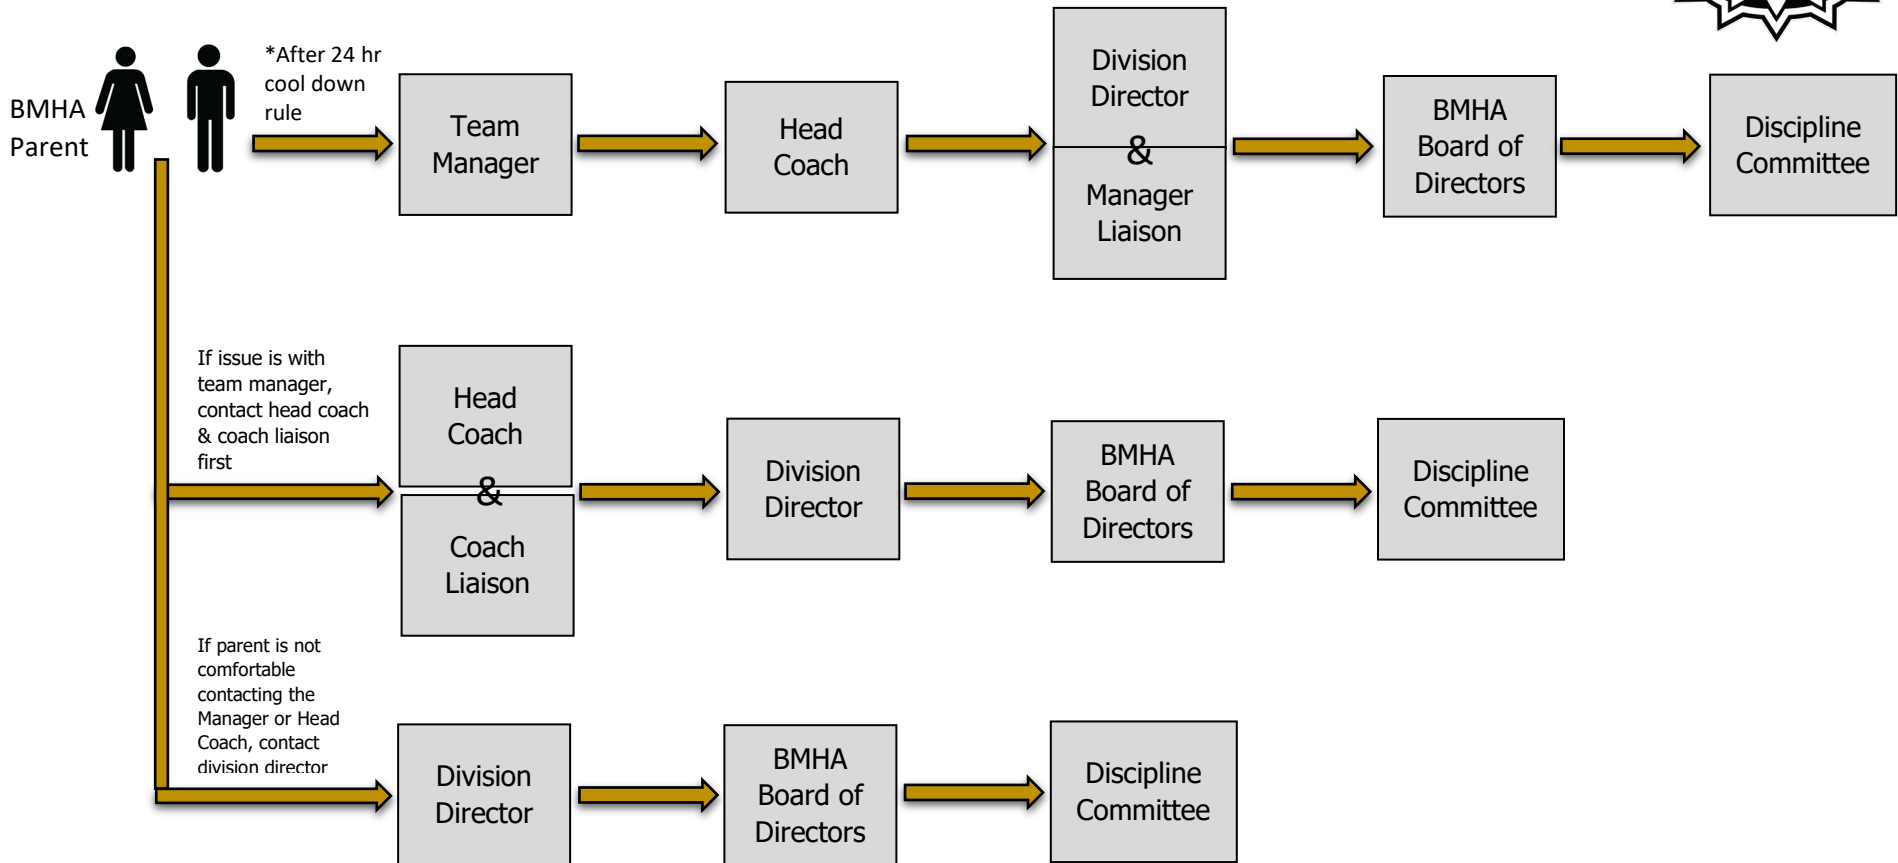 BMHA
Parent
*After 24 hr
cool down
rule
Team
Manager
Head
Coach
Division
Director
&
Manager
Liaison
BMHA
Board of
Directors
Discipline
Committee
If issue is with
team manager,
contact head coach
& coach liaison
first
Head
Coach
&
Coach
Liaison
Division
Director
BMHA
Board of
Directors
Discipline
Committee
If parent is not
comfortable
contacting the
Manager or Head
Coach, contact
division director
Division
Director
BMHA
Board of
Directors
Discipline
Committee